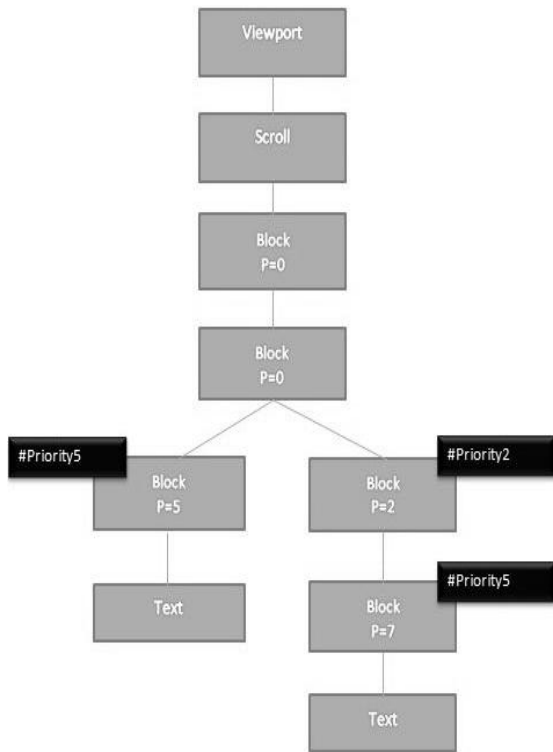 Viewport
Scroll
Block
P=0
Block
P=0
#Priority5
#Priority2
Block
P=5
Block
P=2
#Priority5
Text
Block
P=7
Text